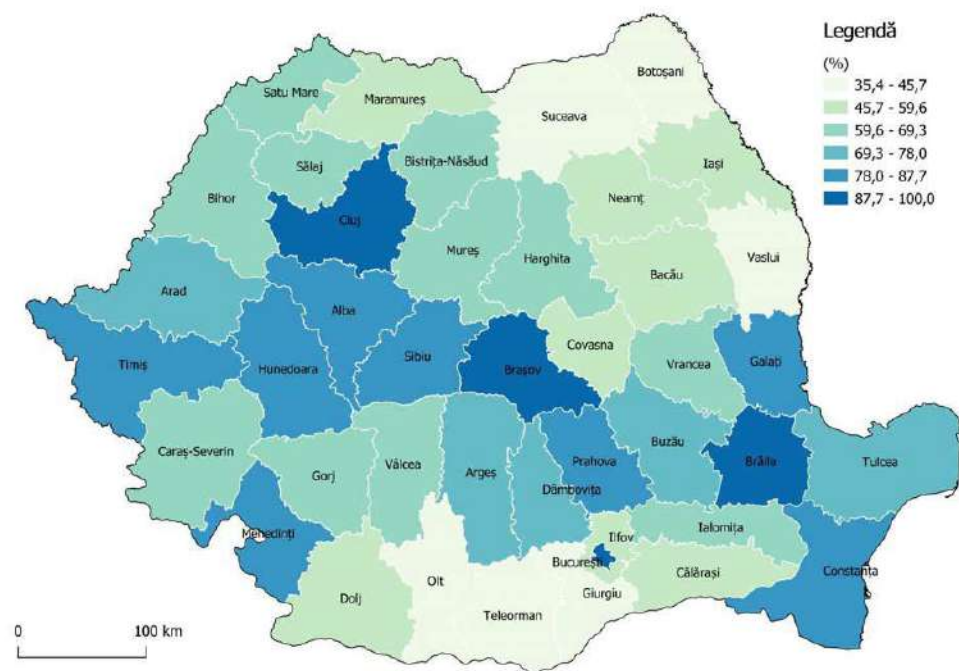 Legendă
(%)
35,4 - 45,7
45,7 - 59,6
59,6 - 69,3
69,3 - 78,0
78,0 - 87,7
87,7 - 100,0
Botoșani
Satu Mare
Maramureș
Suceava
Iași
Sălaj
Bistrița-Năsăud
Neamț
Bihor
Cluj
Mureș
Harghita
Vaslui
Bacău
Arad
Alba
Covasna
Timiș
Hunedoara
Sibiu
Brașov
Vrancea
Galați
Caraș-Severin
Gorj
Vâlcea
Argeș
Prahova
Buzău
Brăila
Tulcea
Dâmbovița
Mehedinți
Ialomița
Ilfov
București
Călărași
Constanța
Olt
Giurgiu
Dolj
Teleorman
0 100 km